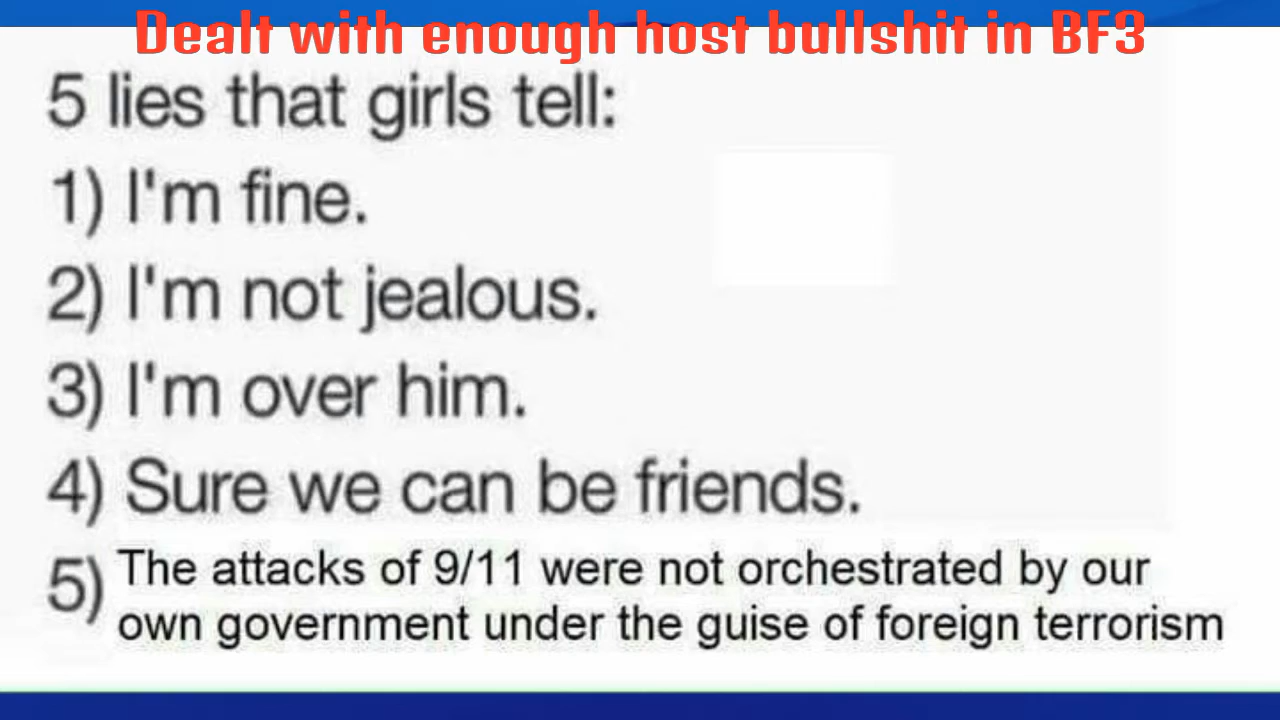 Dealt with enough host bullshit in BF3
5 lies that girls tell:
1) I'm fine.
2) I'm not jealous.
3) I'm over him.
4) Sure we can be friends.
5) The attacks of 9/11 were not orchestrated by our
own government under the guise of foreign terrorism